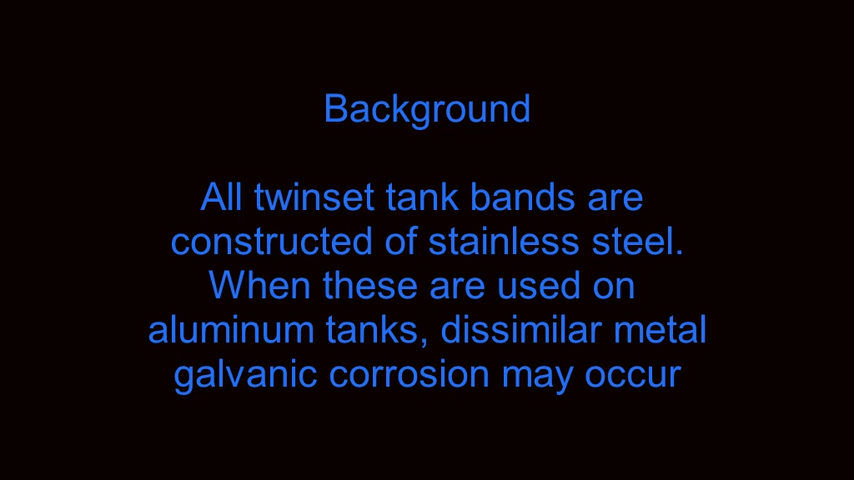 Background
All twinset tank bands are
constructed of stainless steel.
When these are used on
aluminum tanks, dissimilar metal
galvanic corrosion may occur